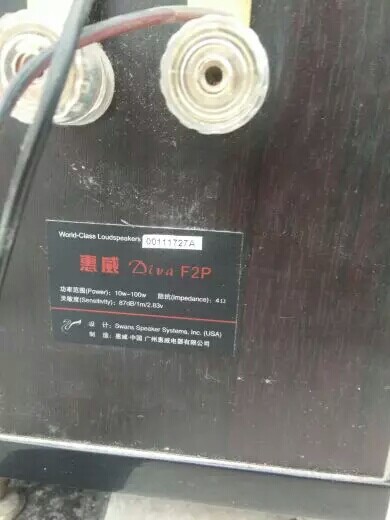 World-Class Loudspeakers 00111727A
惠威 Diva F2P
功率范围(Power): 10w-100w 阻抗(Impedance): 4Ω
灵敏度(Sensitivity): 87dB/1m/2.83v
设 计: Swans Speaker Systems, Inc. (USA)
制 造: 惠威·中国 广州惠威电器有限公司